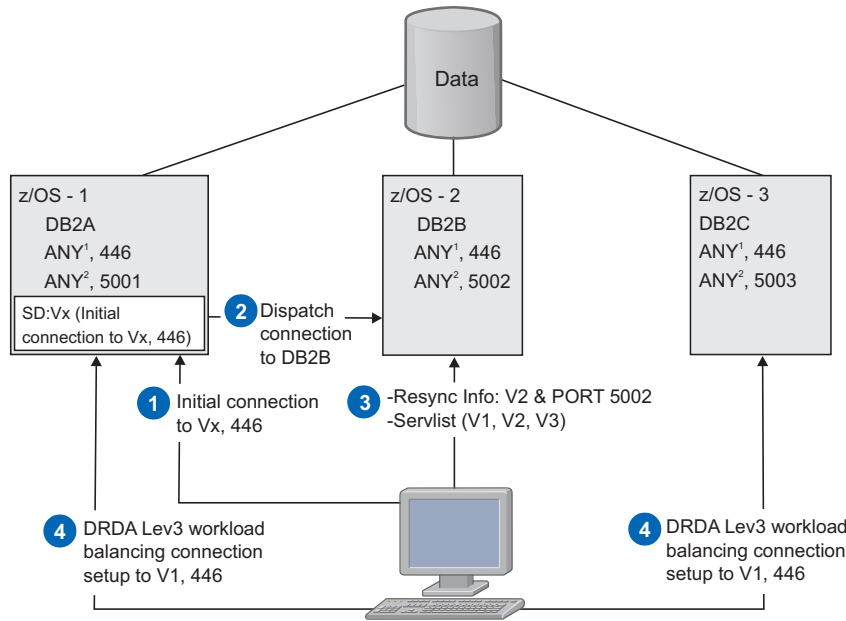 Data
z/OS - 1
DB2A
ANY¹, 446
ANY², 5001
SD:Vx (Initial
connection to Vx, 446)
z/OS - 2
DB2B
ANY¹, 446
ANY², 5002
z/OS - 3
DB2C
ANY¹, 446
ANY², 5003
2 Dispatch
connection
to DB2B
1 Initial connection
to Vx, 446
3 -Resync Info: V2 & PORT 5002
-Servlist (V1, V2, V3)
4 DRDA Lev3 workload
balancing connection
setup to V1, 446
4 DRDA Lev3 workload
balancing connection
setup to V1, 446